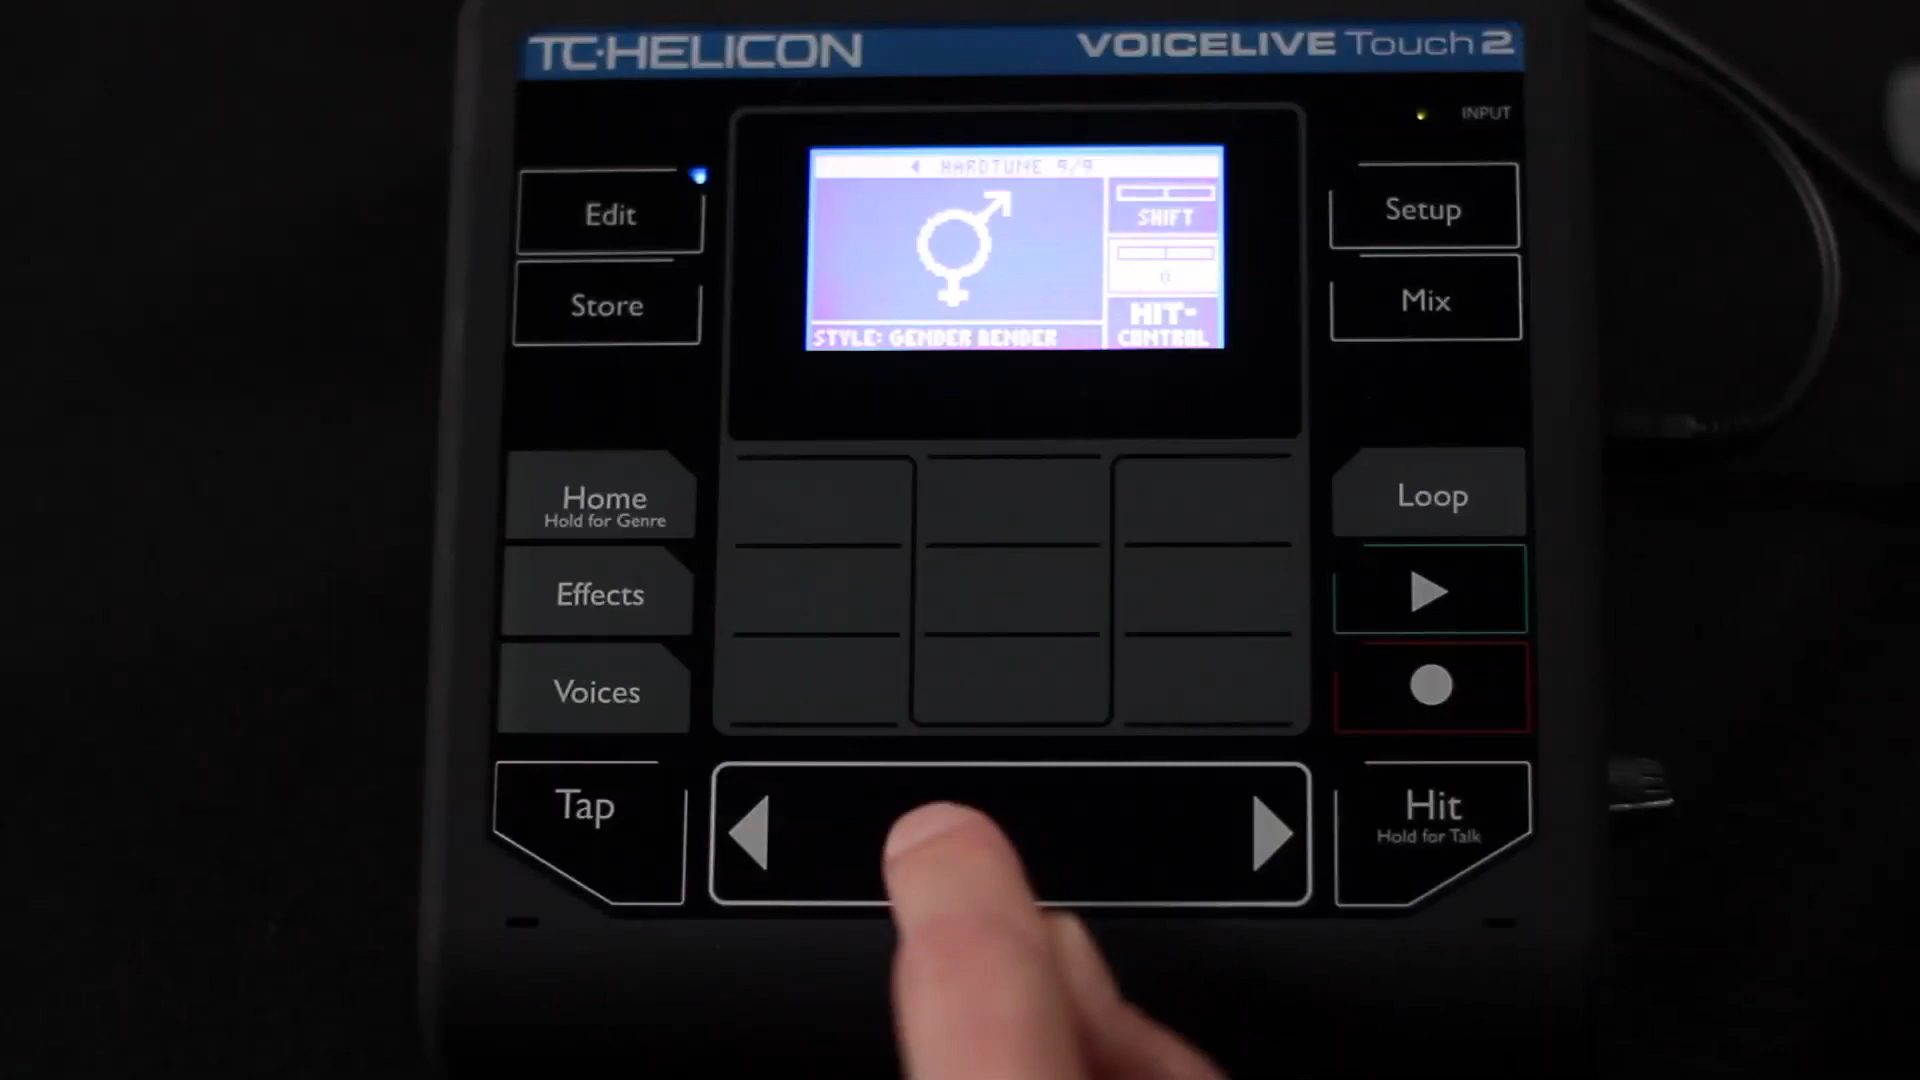 TC·HELICON
VOICELIVE Touch 2
INPUT
HARDTUNE 9/9
SHIFT
0
HIT-
CONTROL
STYLE: GENDER BENDER
Edit
Store
Setup
Mix
Home
Hold for Genre
Effects
Voices
Loop
Tap
Hit
Hold for Talk